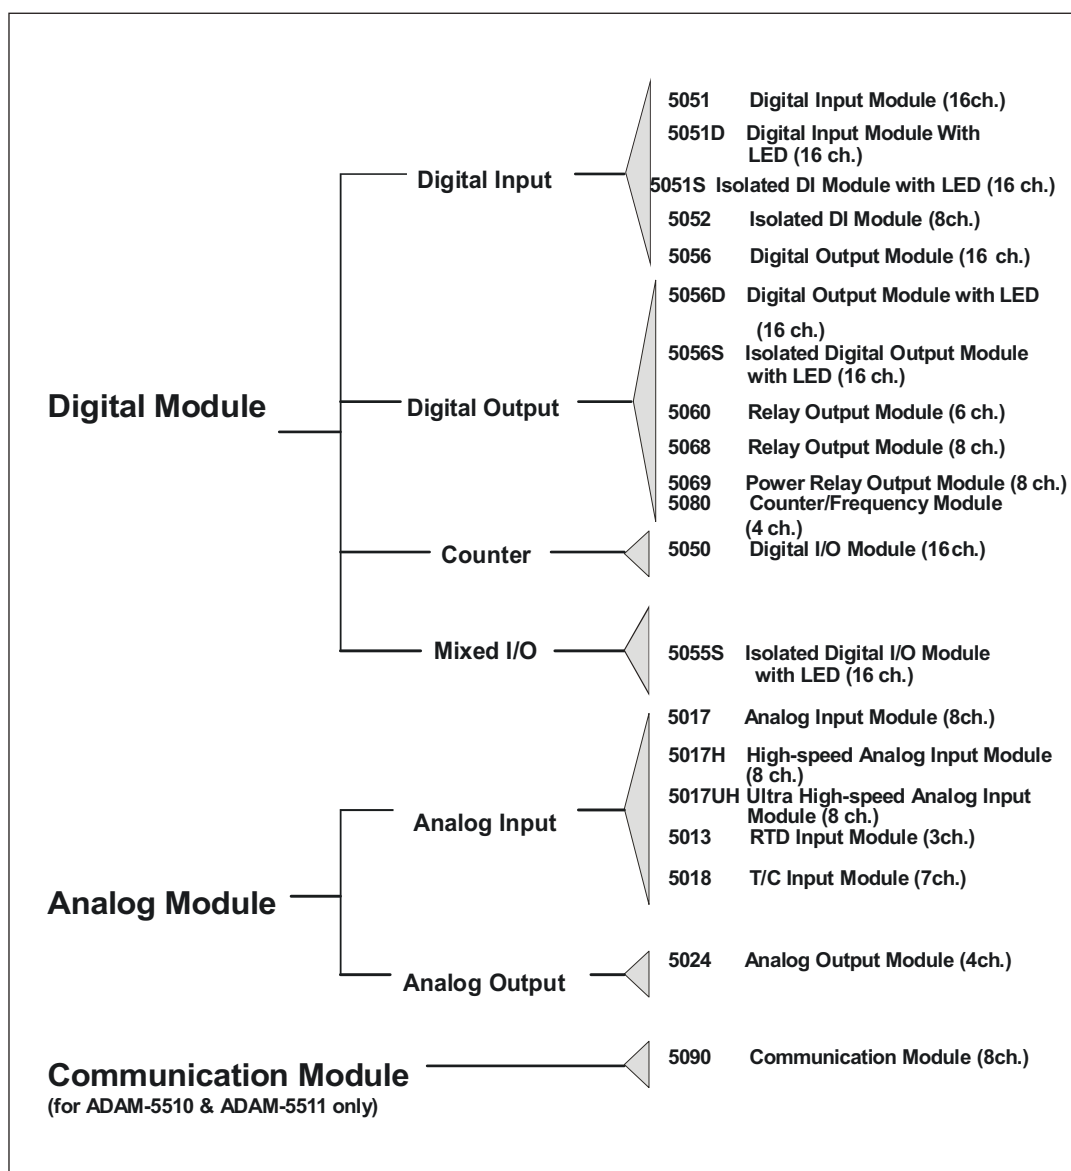 5051 Digital Input Module (16ch.)
5051D Digital Input Module With
LED (16 ch.)
Digital Input
5051S Isolated DI Module with LED (16 ch.)
5052 Isolated DI Module (8ch.)
5056 Digital Output Module (16 ch.)
5056D Digital Output Module with LED
(16 ch.)
5056S Isolated Digital Output Module
with LED (16 ch.)
Digital Module
Digital Output
5060 Relay Output Module (6 ch.)
5068 Relay Output Module (8 ch.)
5069 Power Relay Output Module (8 ch.)
5080 Counter/Frequency Module
(4 ch.)
Counter
5050 Digital I/O Module (16ch.)
Mixed I/O
5055S Isolated Digital I/O Module
with LED (16 ch.)
5017 Analog Input Module (8ch.)
5017H High-speed Analog Input Module
(8 ch.)
5017UH Ultra High-speed Analog Input
Module (8 ch.)
Analog Input
5013 RTD Input Module (3ch.)
5018 T/C Input Module (7ch.)
Analog Module
5024 Analog Output Module (4ch.)
Analog Output
5090 Communication Module (8ch.)
Communication Module
(for ADAM-5510 & ADAM-5511 only)